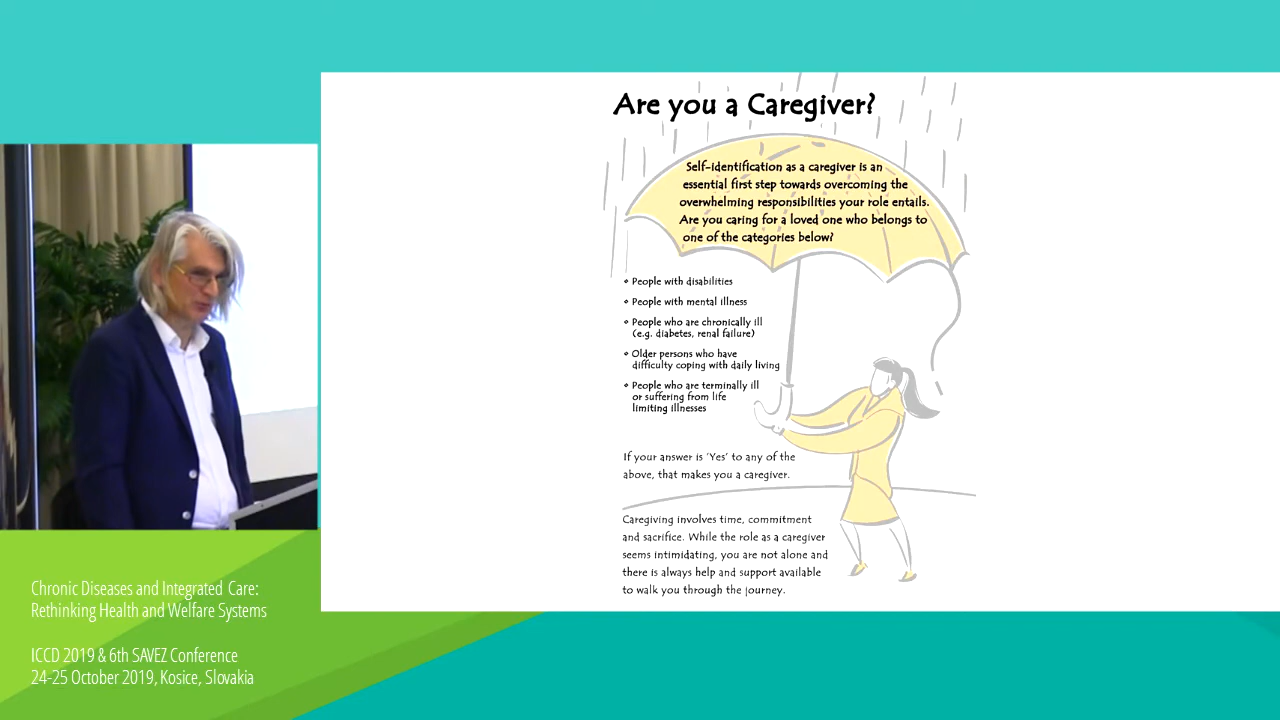 Are you a Caregiver?
Self-identification as a caregiver is an
essential first step towards overcoming the
overwhelming responsibilities your role entails.
Are you caring for a loved one who belongs to
one of the categories below?
• People with disabilities
• People with mental illness
• People who are chronically ill
(e.g. diabetes, renal failure)
• Older persons who have
difficulty coping with daily living
• People who are terminally ill
or suffering from life
limiting illnesses
If your answer is 'Yes' to any of the
above, that makes you a caregiver.
Caregiving involves time, commitment
and sacrifice. While the role as a caregiver
seems intimidating, you are not alone and
there is always help and support available
to walk you through the journey.
Chronic Diseases and Integrated Care:
Rethinking Health and Welfare Systems
ICCD 2019 & 6th SAVEZ Conference
24-25 October 2019, Kosice, Slovakia